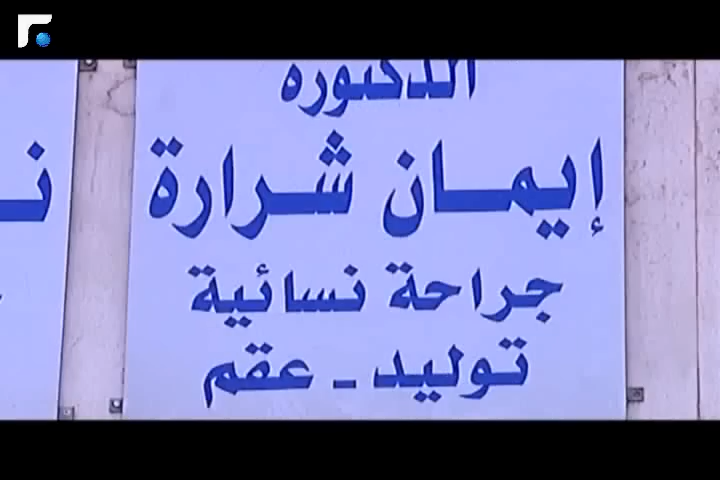 الدكتورة
إيمان شرارة
جراحة نسائية
توليد - عقم